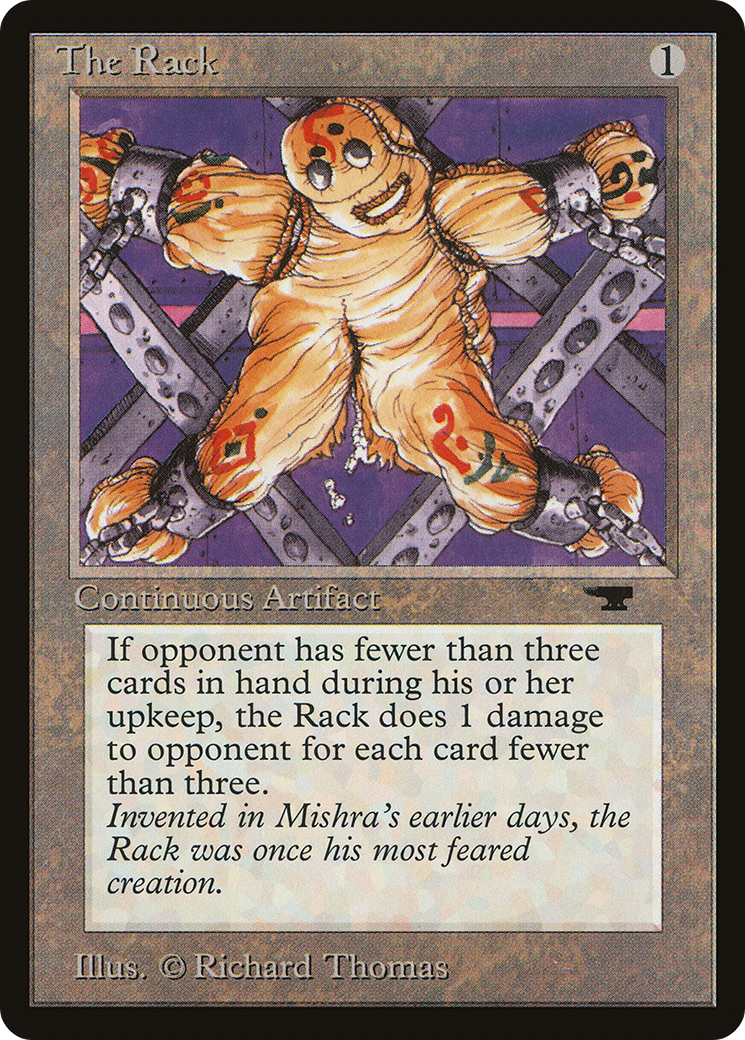 The Rack 1
Continuous Artifact
If opponent has fewer than three
cards in hand during his or her
upkeep, the Rack does 1 damage
to opponent for each card fewer
than three.
Invented in Mishra's earlier days, the
Rack was once his most feared
creation.
Illus. © Richard Thomas